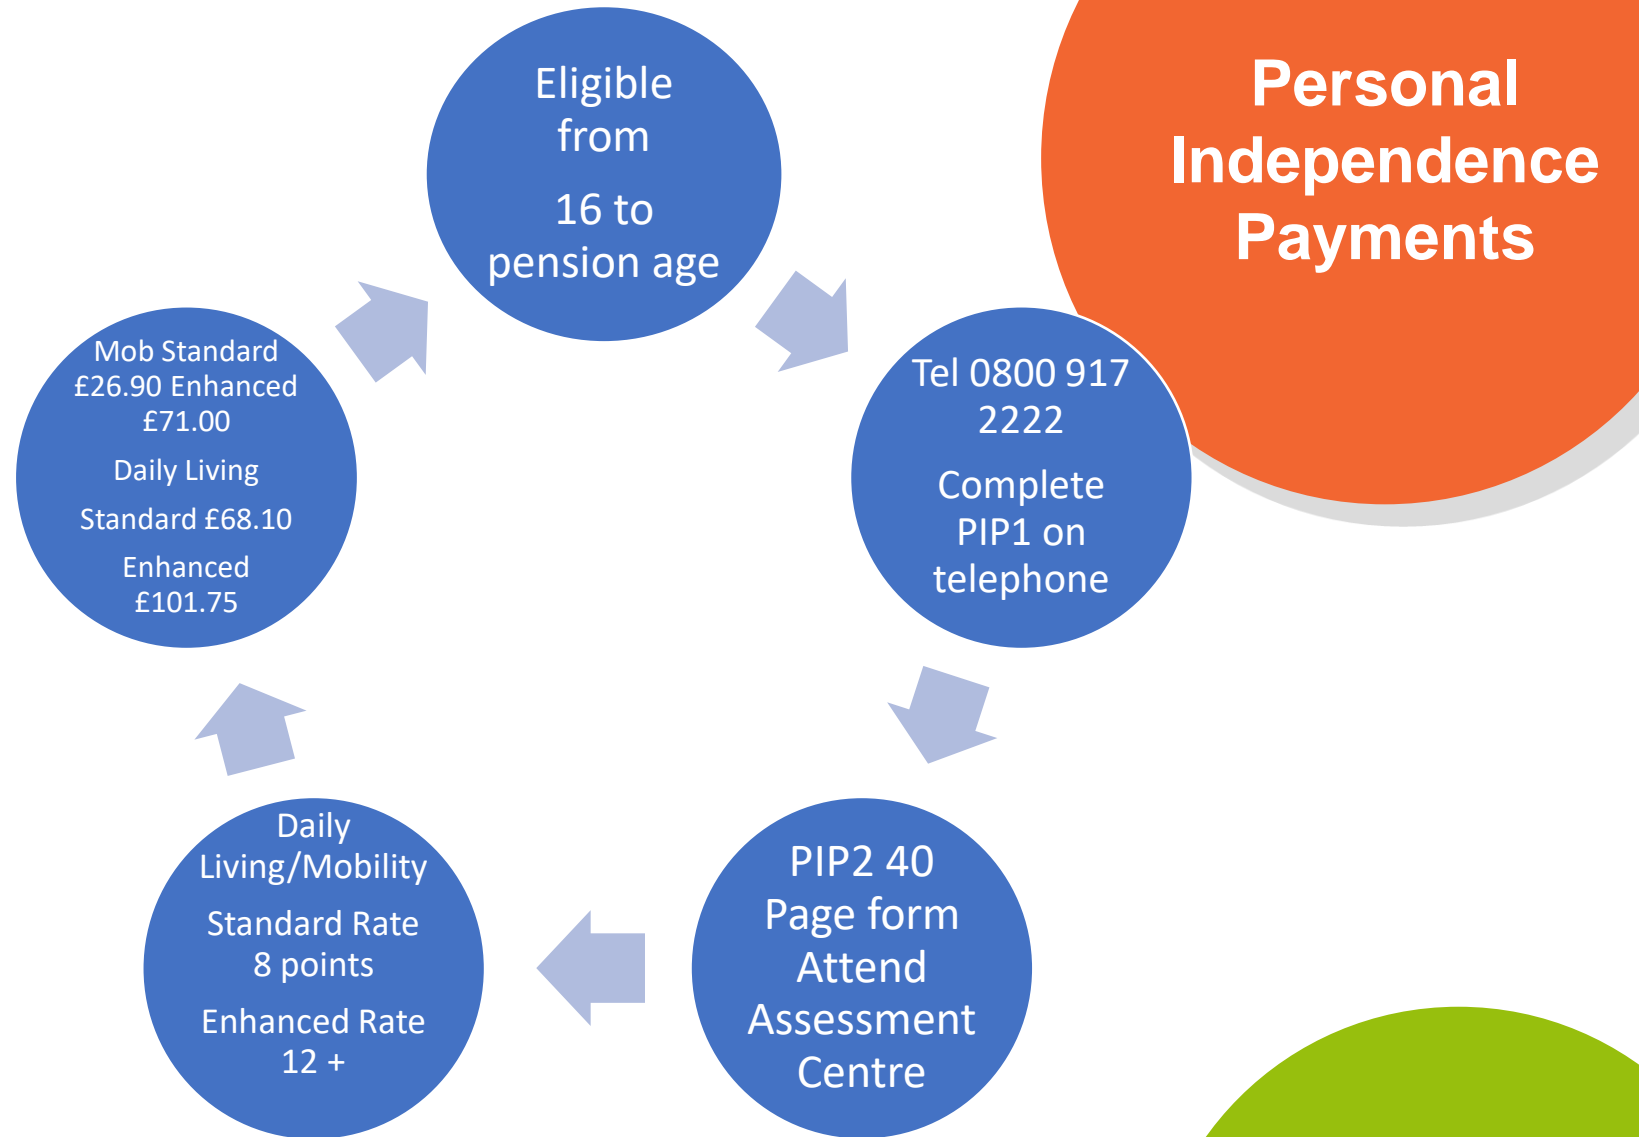 Personal
Independence
Payments
Eligible
from
16 to
pension age
Tel 0800 917
2222
Complete
PIP1 on
telephone
PIP2 40
Page form
Attend
Assessment
Centre
Daily
Living/Mobility
Standard Rate
8 points
Enhanced Rate
12 +
Mob Standard
£26.90 Enhanced
£71.00
Daily Living
Standard £68.10
Enhanced
£101.75